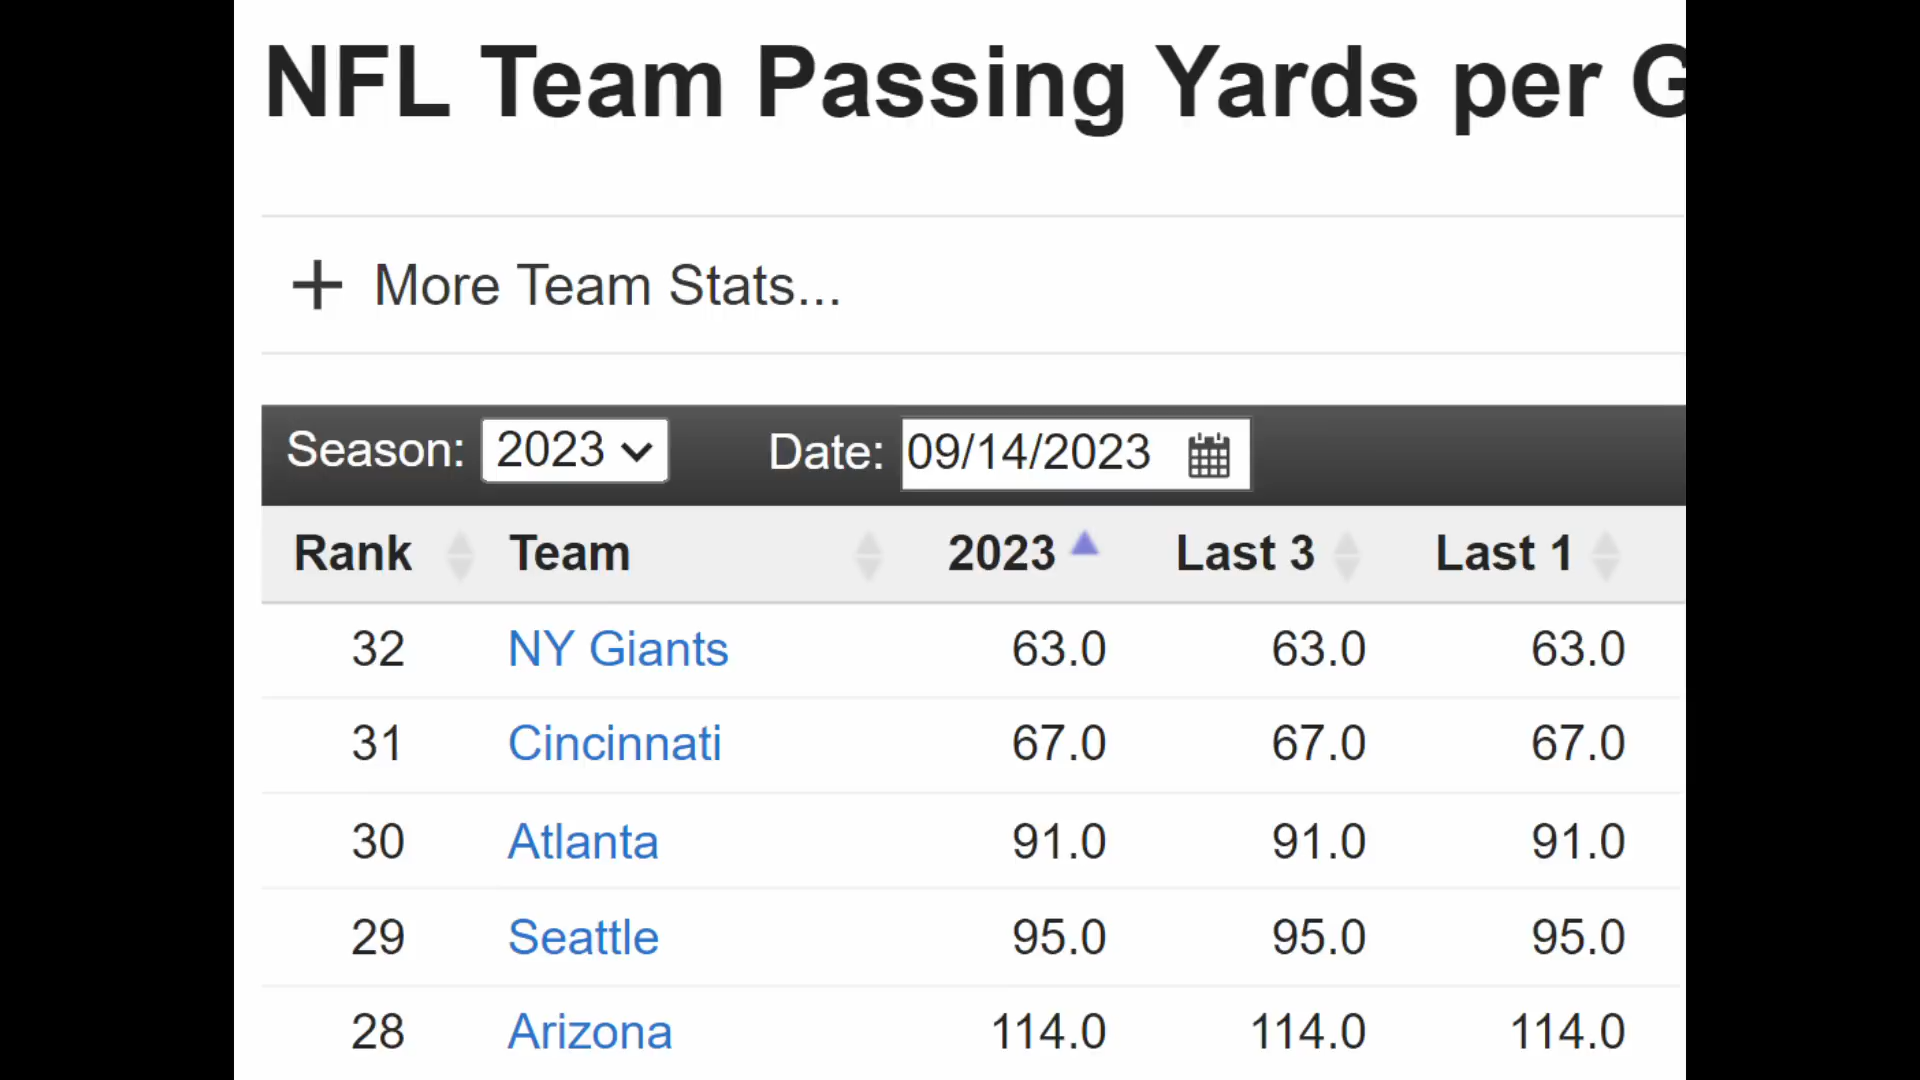 NFL Team Passing Yards per G
+ More Team Stats...
Season: 2023 Date: 09/14/2023
Rank Team 2023 Last 3 Last 1
32 NY Giants 63.0 63.0 63.0
31 Cincinnati 67.0 67.0 67.0
30 Atlanta 91.0 91.0 91.0
29 Seattle 95.0 95.0 95.0
28 Arizona 114.0 114.0 114.0